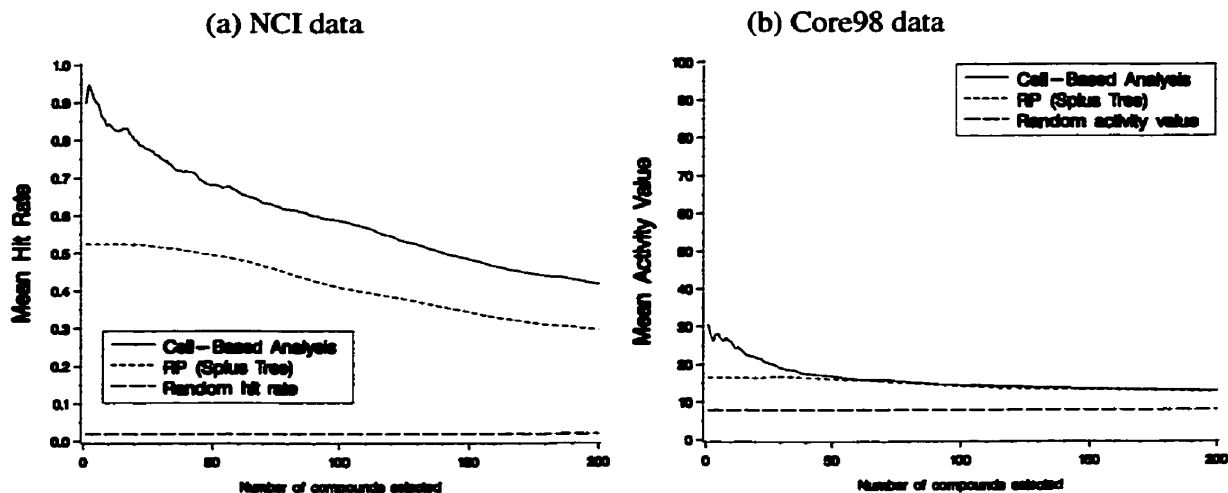 (a) NCI data
Mean Hit Rate
1.0
0.9
0.8
0.7
0.6
0.5
0.4
0.3
0.2
0.1
0.0
Cell-Based Analysis
RP (Splus Tree)
Random hit rate
0
50
100
150
200
Number of compounds selected
(b) Core98 data
Mean Activity Value
100
90
80
70
60
50
40
30
20
10
0
Cell-Based Analysis
RP (Splus Tree)
Random activity value
0
50
100
150
200
Number of compounds selected